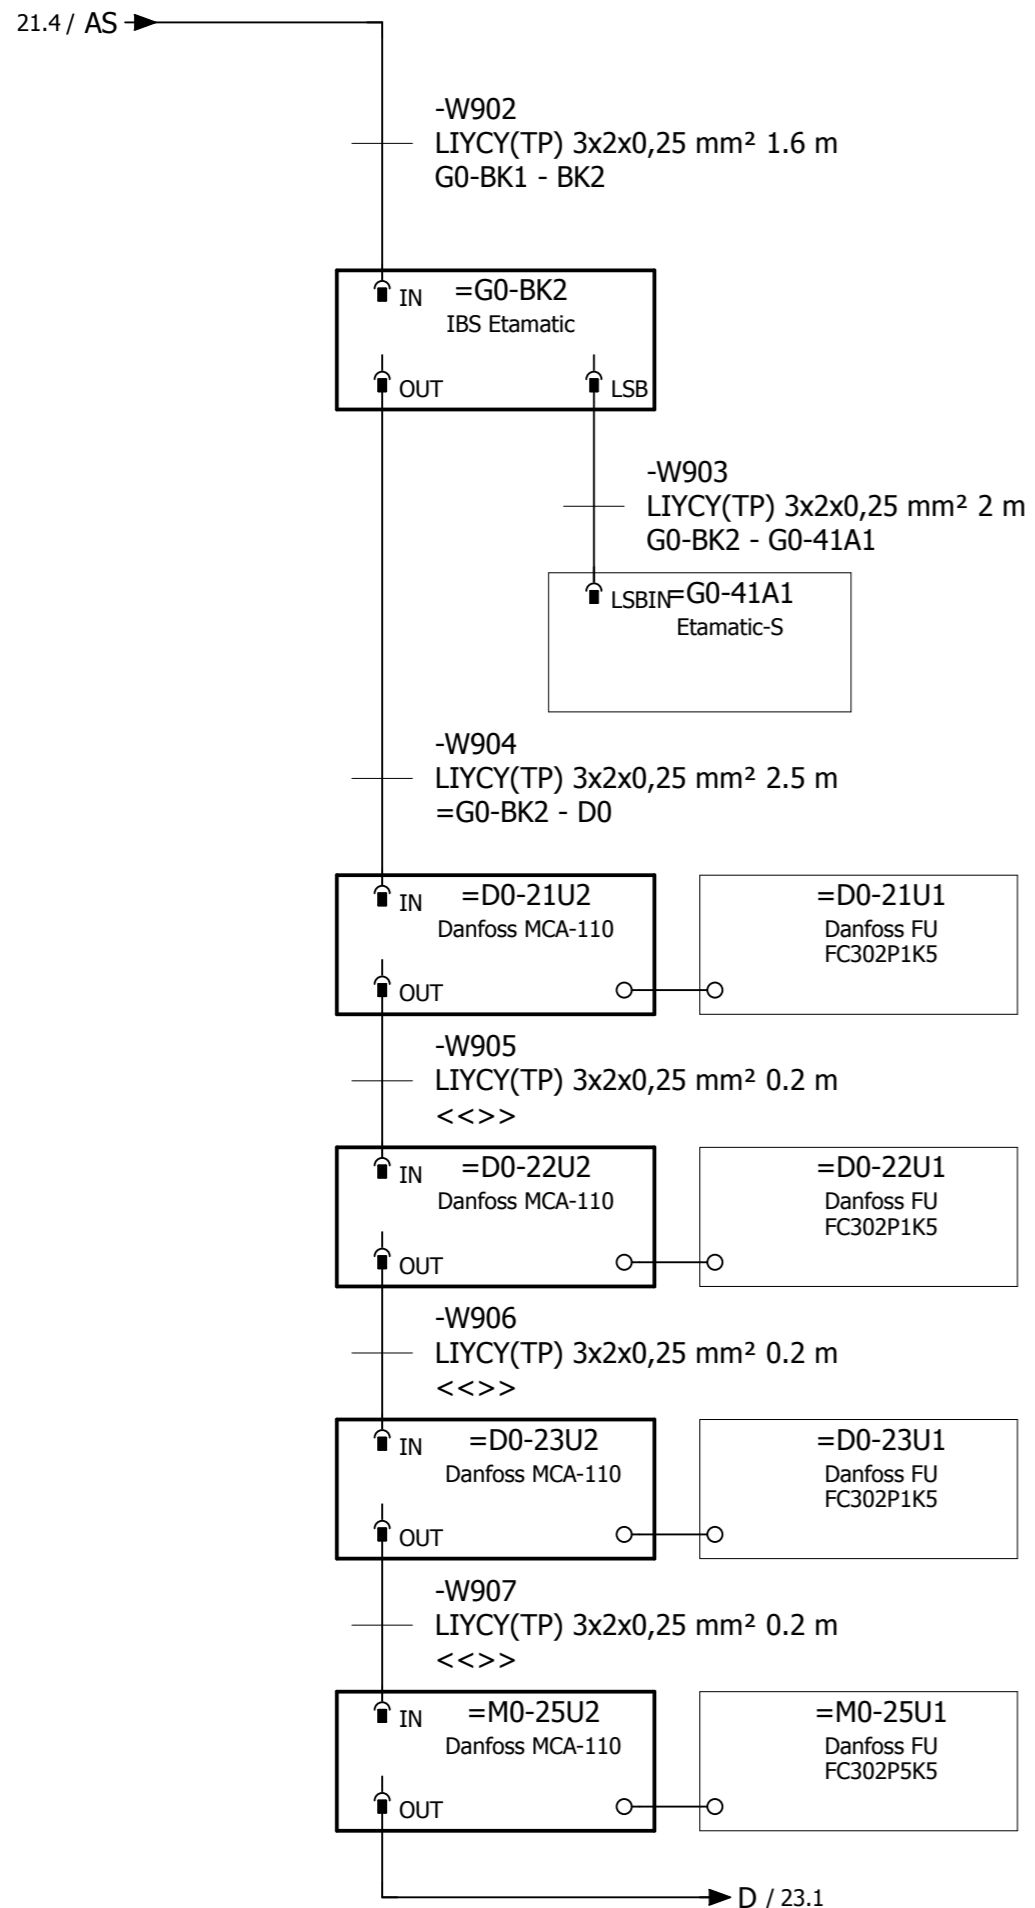 21.4 / AS
-W902
LIYCY(TP) 3x2x0,25 mm² 1.6 m
G0-BK1 - BK2
IN =G0-BK2
IBS Etamatic
OUT LSB
-W903
LIYCY(TP) 3x2x0,25 mm² 2 m
G0-BK2 - G0-41A1
LSBIN =G0-41A1
Etamatic-S
-W904
LIYCY(TP) 3x2x0,25 mm² 2.5 m
=G0-BK2 - D0
IN =D0-21U2
Danfoss MCA-110
OUT
=D0-21U1
Danfoss FU
FC302P1K5
-W905
LIYCY(TP) 3x2x0,25 mm² 0.2 m
<<>>
IN =D0-22U2
Danfoss MCA-110
OUT
=D0-22U1
Danfoss FU
FC302P1K5
-W906
LIYCY(TP) 3x2x0,25 mm² 0.2 m
<<>>
IN =D0-23U2
Danfoss MCA-110
OUT
=D0-23U1
Danfoss FU
FC302P1K5
-W907
LIYCY(TP) 3x2x0,25 mm² 0.2 m
<<>>
IN =M0-25U2
Danfoss MCA-110
OUT
=M0-25U1
Danfoss FU
FC302P5K5
D / 23.1